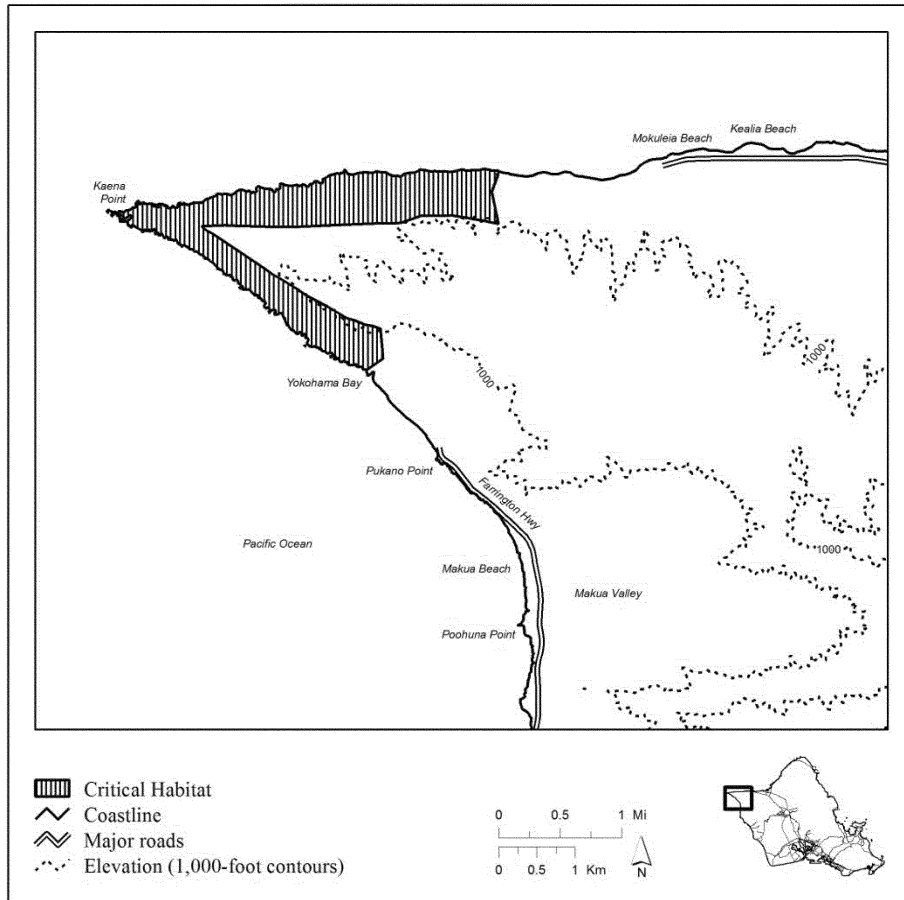 Mokuleia Beach
Kealia Beach
Kaena
Point
1000
Yokohama Bay
1000
Pukano Point
Farrington Hwy
Pacific Ocean
1000
Makua Beach
Makua Valley
Poohuna Point
Critical Habitat
Coastline
Major roads
Elevation (1,000-foot contours)
0 0.5 1 Mi
0 0.5 1 Km
N